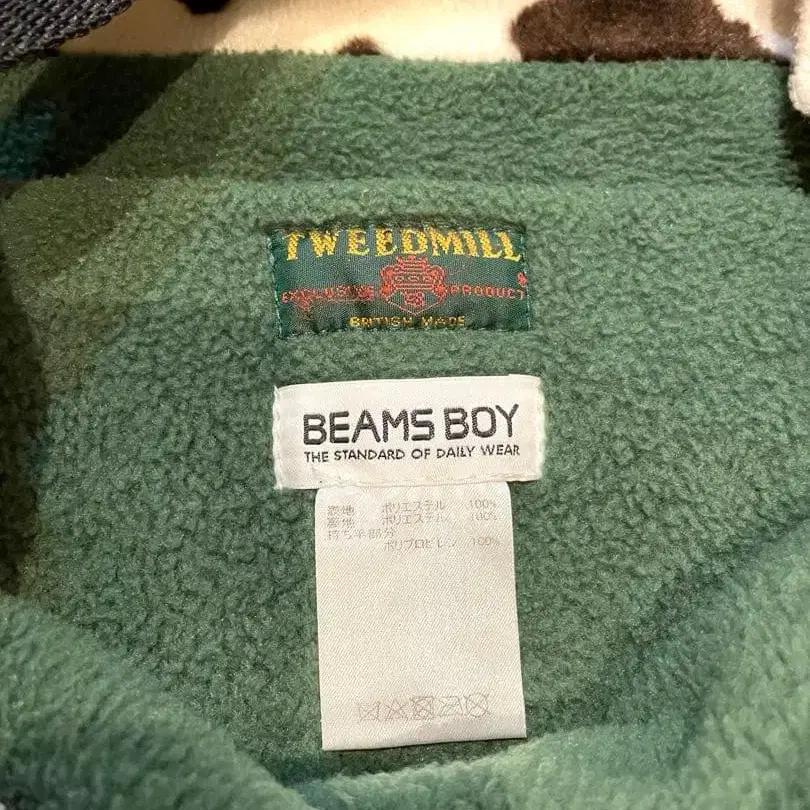 TWEEDMILL
EXCLUSIVE PRODUCT
BRITISH MADE
BEAMS BOY
THE STANDARD OF DAILY WEAR
表地 ポリエステル 100%
裏地 ポリエステル 100%
持ち手部分
ポリプロピレン 100%